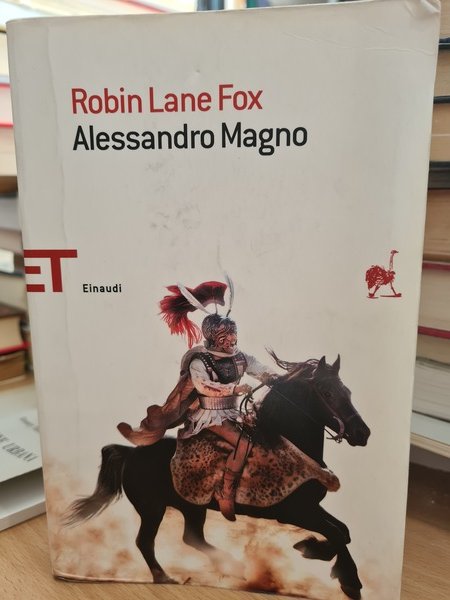 Robin Lane Fox
Alessandro Magno
ET
Einaudi